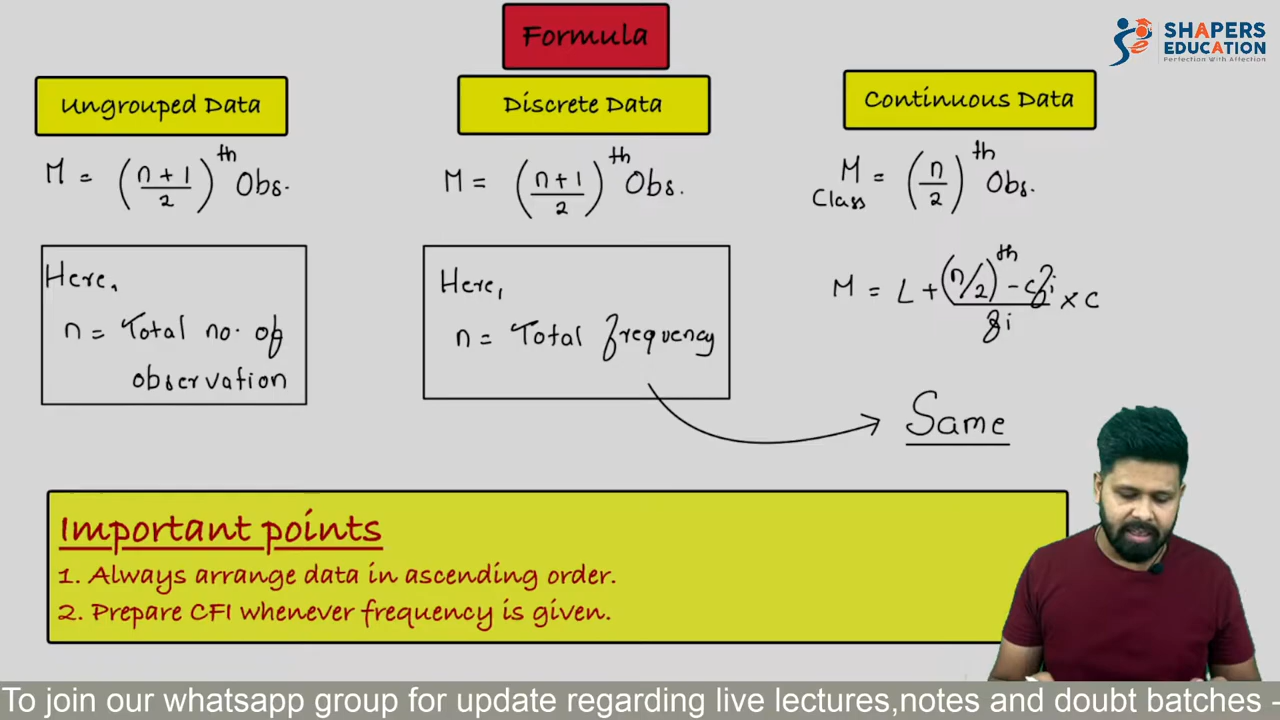 Formula
SHAPERS
EDUCATION
Perfection With Affection
Ungrouped Data
Discrete Data
Continuous Data
M = (n+1/2)th Obs.
M = (n+1/2)th Obs.
M Class = (n/2)th Obs.
Here,
n = Total no. of
observation
Here,
n = Total frequency
M = L + (n/2)th - cfi / fi × c
Same
Important points
1. Always arrange data in ascending order.
2. Prepare CFI whenever frequency is given.
To join our whatsapp group for update regarding live lectures,notes and doubt batches -